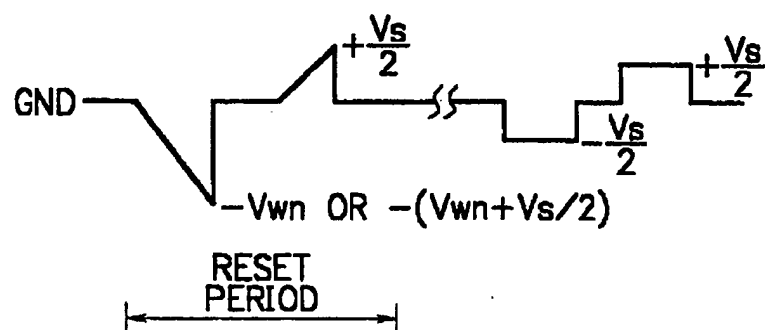 +Vs/2
+Vs/2
GND
-Vs/2
-Vwn OR -(Vwn+Vs/2)
RESET
PERIOD